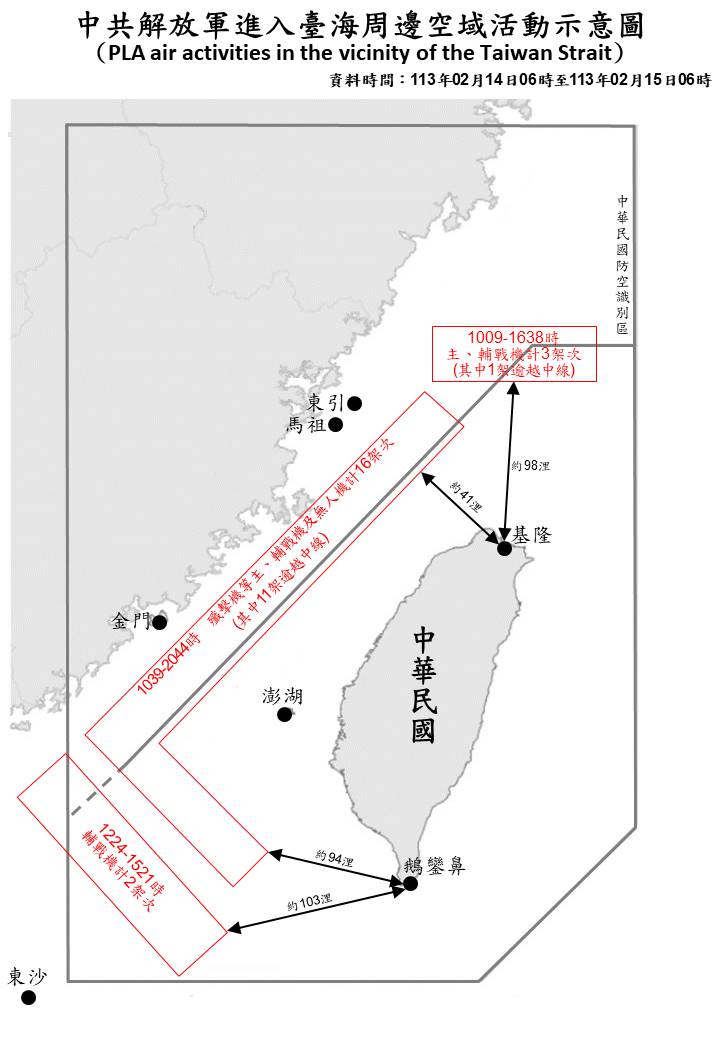 中共解放軍進入臺海周邊空域活動示意圖
（PLA air activities in the vicinity of the Taiwan Strait）
資料時間：113年02月14日06時至113年02月15日06時
中華民國防空識別區
1009-1638時
主、輔戰機計3架次
(其中1架逾越中線)
東引
馬祖
約98浬
約41浬
基隆
1039-2044時 殲擊機等主、輔戰機及無人機計16架次
(其中11架逾越中線)
金門
中華民國
澎湖
1224-1521時
輔戰機計2架次
約94浬
鵝鑾鼻
約103浬
東沙